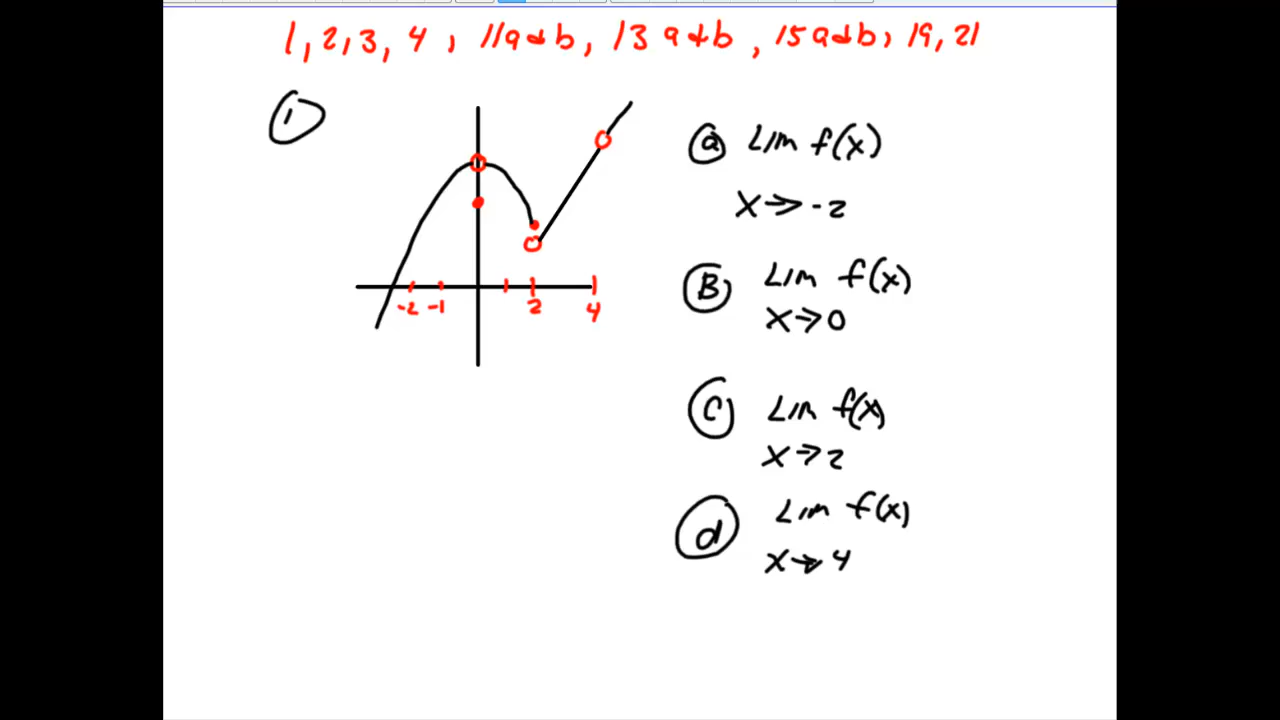 1, 2, 3, 4, 11a&b, 13 a&b, 15a&b, 19, 21
①
-2 -1 2 4
ⓐ Lim f(x)
x→-2
Ⓑ Lim f(x)
x→0
Ⓒ Lim f(x)
x→2
ⓓ Lim f(x)
x→4